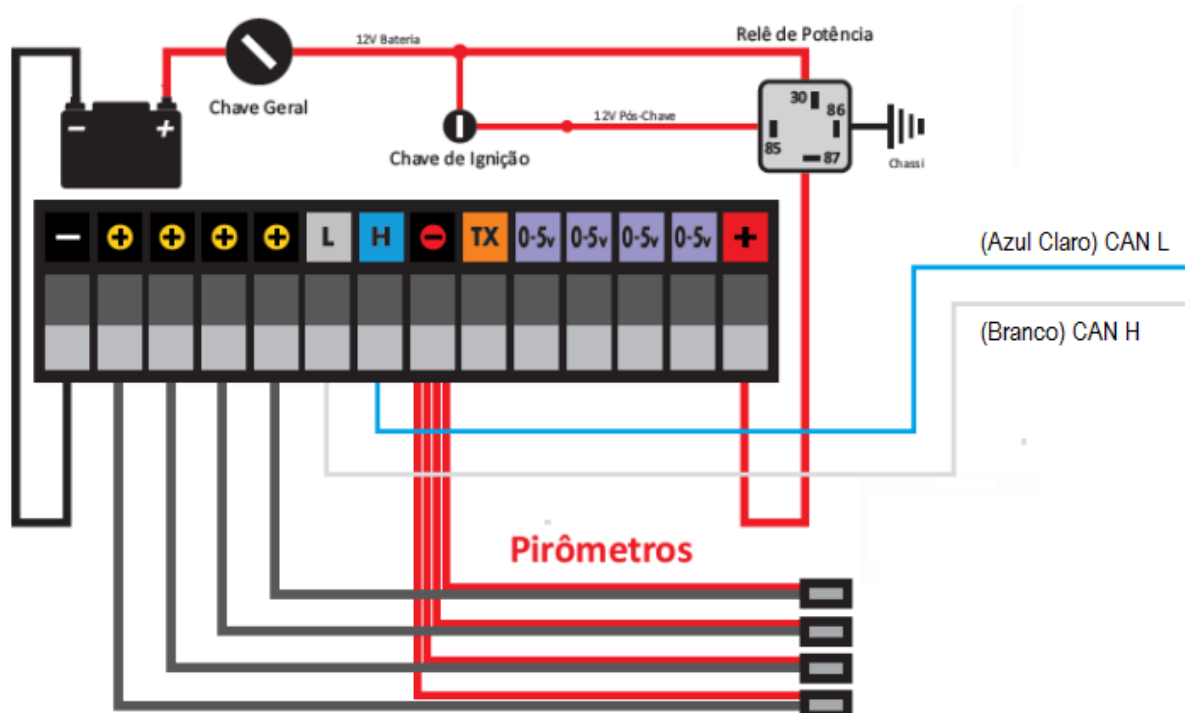 12V Bateria
Relê de Potência
Chave Geral
30
86
12V Pós-Chave
85
87
Chave de Ignição
Chassi
− +
− + + + + L H − TX 0-5v 0-5v 0-5v 0-5v +
(Azul Claro) CAN L
(Branco) CAN H
Pirômetros